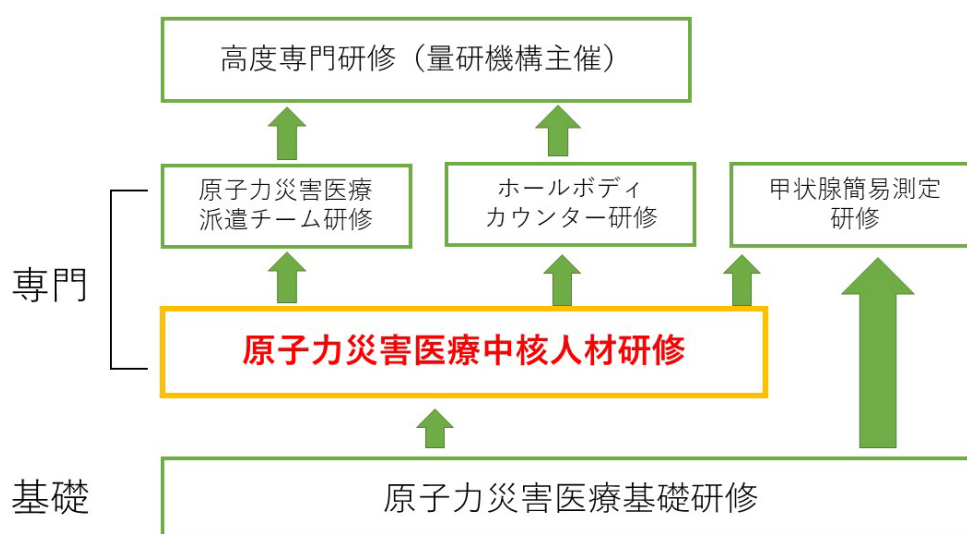 高度専門研修（量研機構主催）
原子力災害医療
派遣チーム研修
ホールボディ
カウンター研修
甲状腺簡易測定
研修
専門
原子力災害医療中核人材研修
基礎
原子力災害医療基礎研修